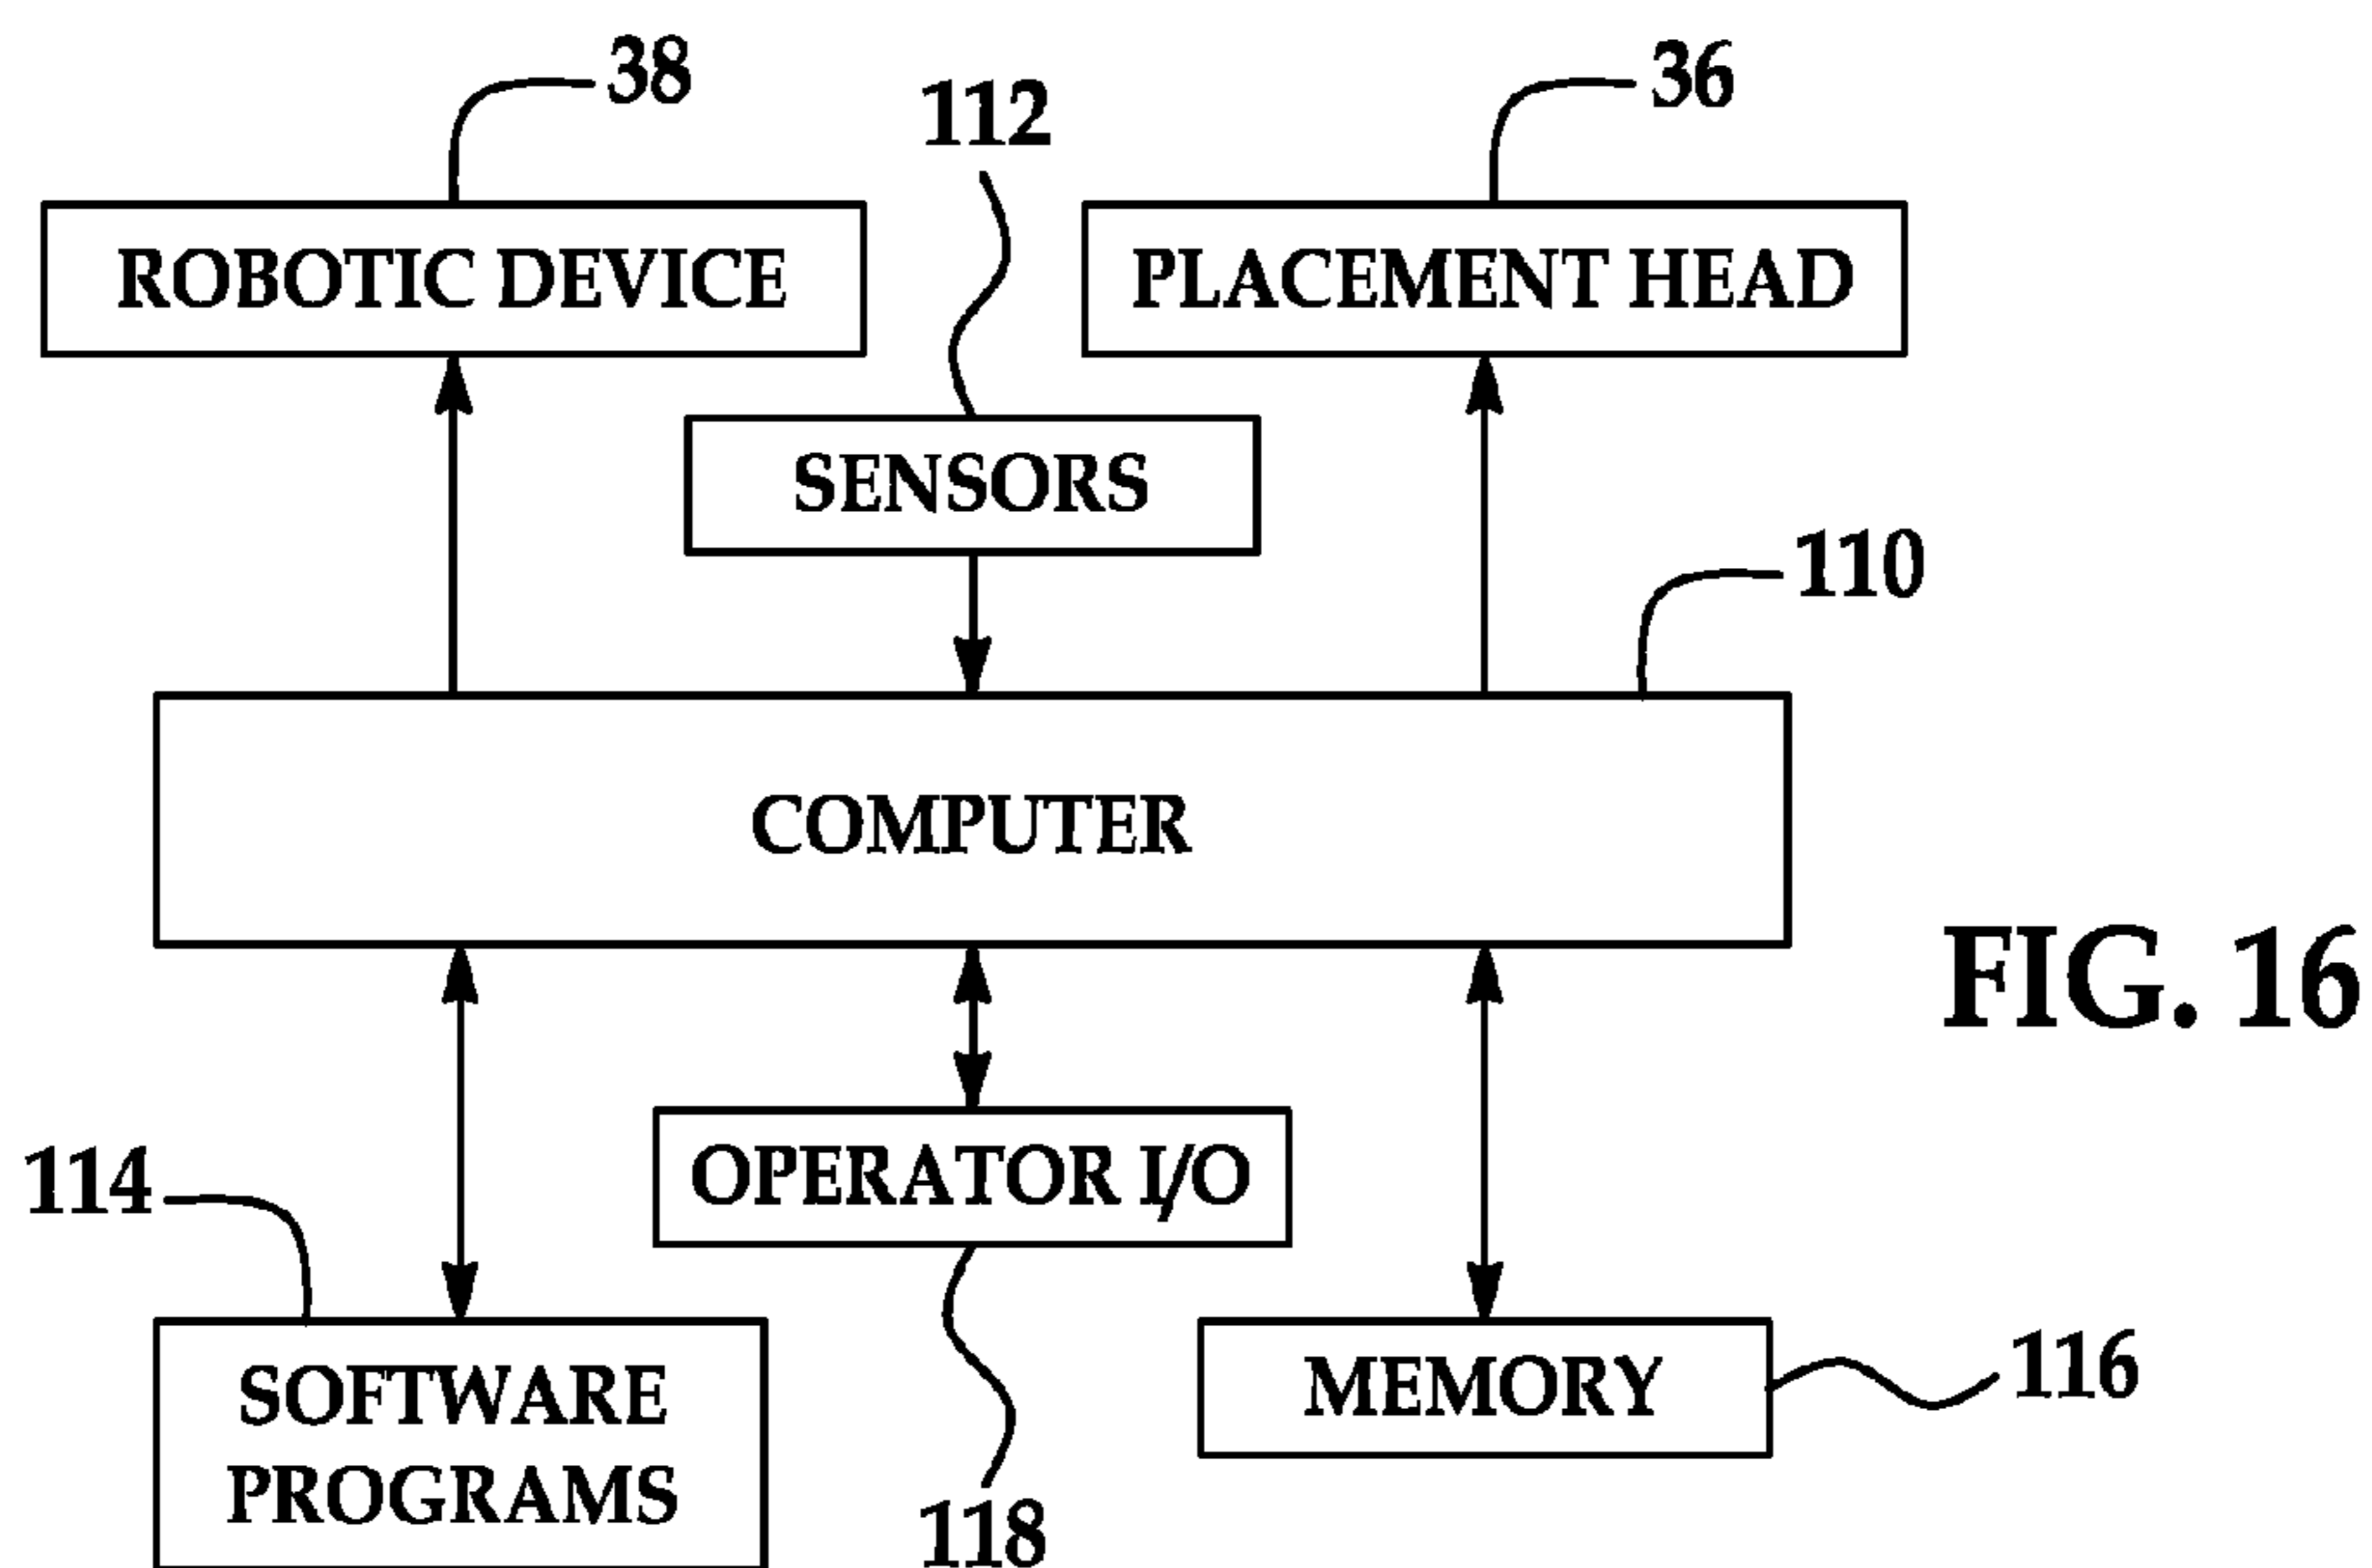 38
36
112
ROBOTIC DEVICE
PLACEMENT HEAD
SENSORS
110
COMPUTER
FIG. 16
114
OPERATOR I/O
SOFTWARE
PROGRAMS
MEMORY
116
118